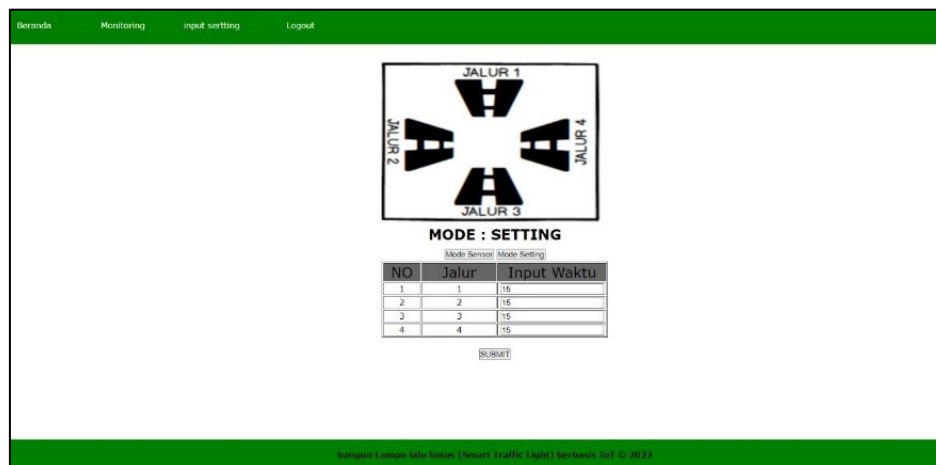 Beranda Monitoring input sertting Logout
JALUR 1
JALUR 2
JALUR 4
JALUR 3
MODE : SETTING
Mode Sensor Mode Setting
NO Jalur Input Waktu
1 1 15
2 2 15
3 3 15
4 4 15
SUBMIT
bangun Lampu lalu lintas (Smart Traffic Light) berbasis IoT © 2022